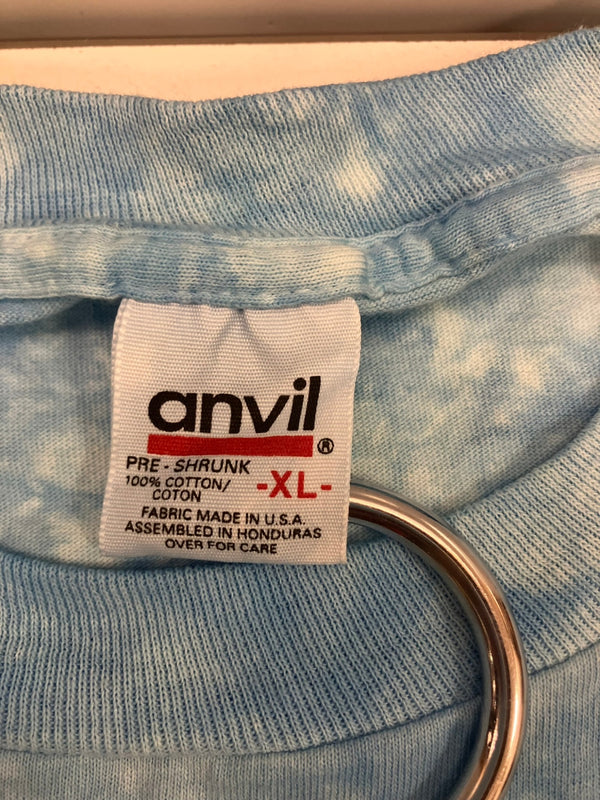 anvil®
PRE - SHRUNK
100% COTTON/
COTON
-XL-
FABRIC MADE IN U.S.A.
ASSEMBLED IN HONDURAS
OVER FOR CARE